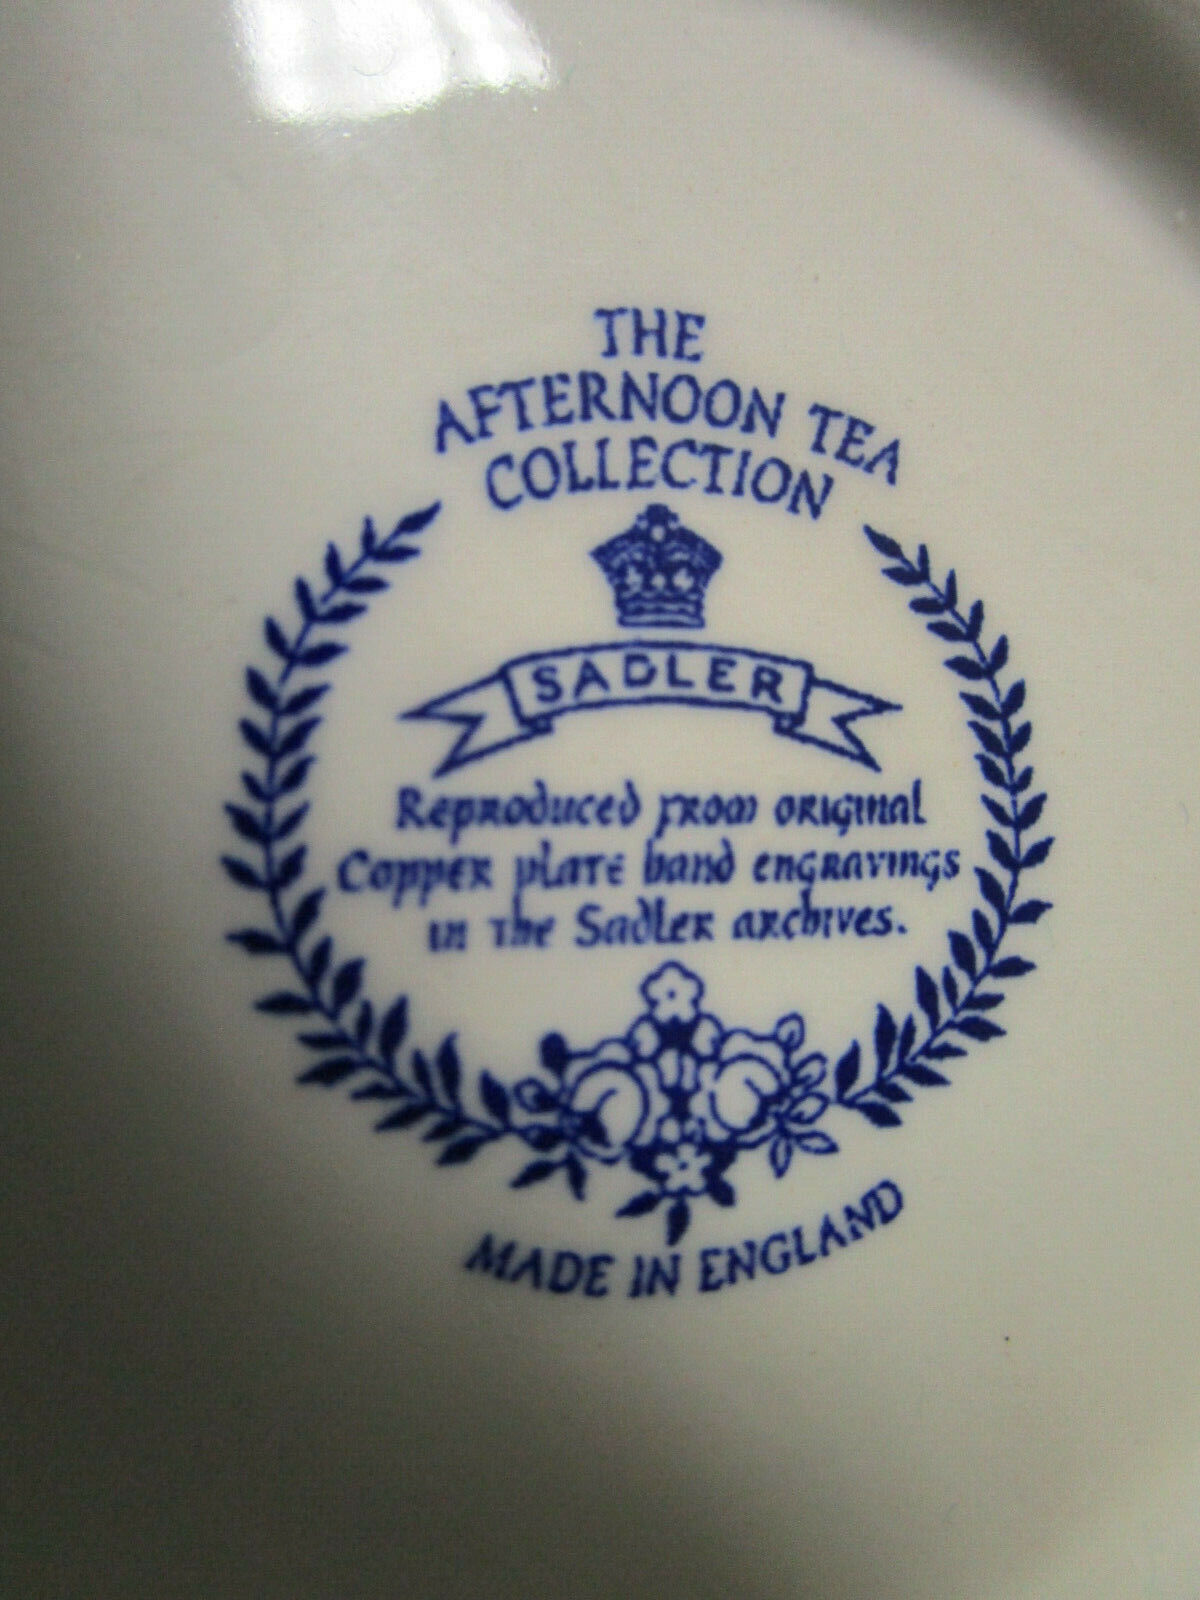 THE
AFTERNOON TEA
COLLECTION
SADLER
Reproduced from original
Copper plate hand engravings
in the Sadler archives.
MADE IN ENGLAND